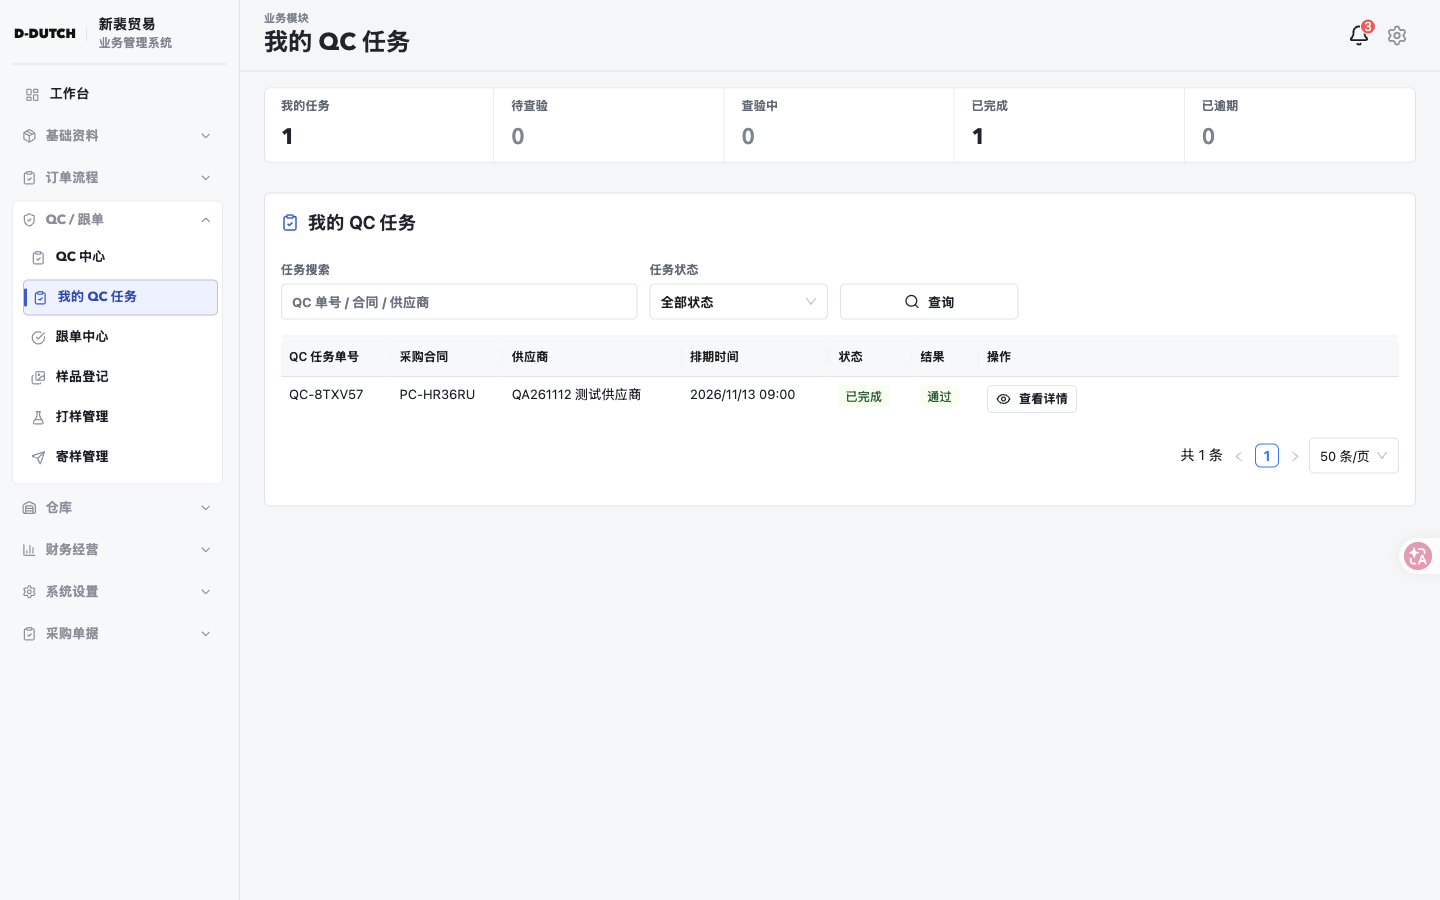 D-DUTCH
新裴贸易
业务管理系统
工作台
基础资料
订单流程
QC / 跟单
QC 中心
我的 QC 任务
跟单中心
样品登记
打样管理
寄样管理
仓库
财务经营
系统设置
采购单据
业务模块
我的 QC 任务
3
我的任务
1
待查验
0
查验中
0
已完成
1
已逾期
0
我的 QC 任务
任务搜索
QC 单号 / 合同 / 供应商
任务状态
全部状态
查询
QC 任务单号 采购合同 供应商 排期时间 状态 结果 操作
QC-8TXV57 PC-HR36RU QA261112 测试供应商 2026/11/13 09:00 已完成 通过 查看详情
共 1 条 1 50 条/页